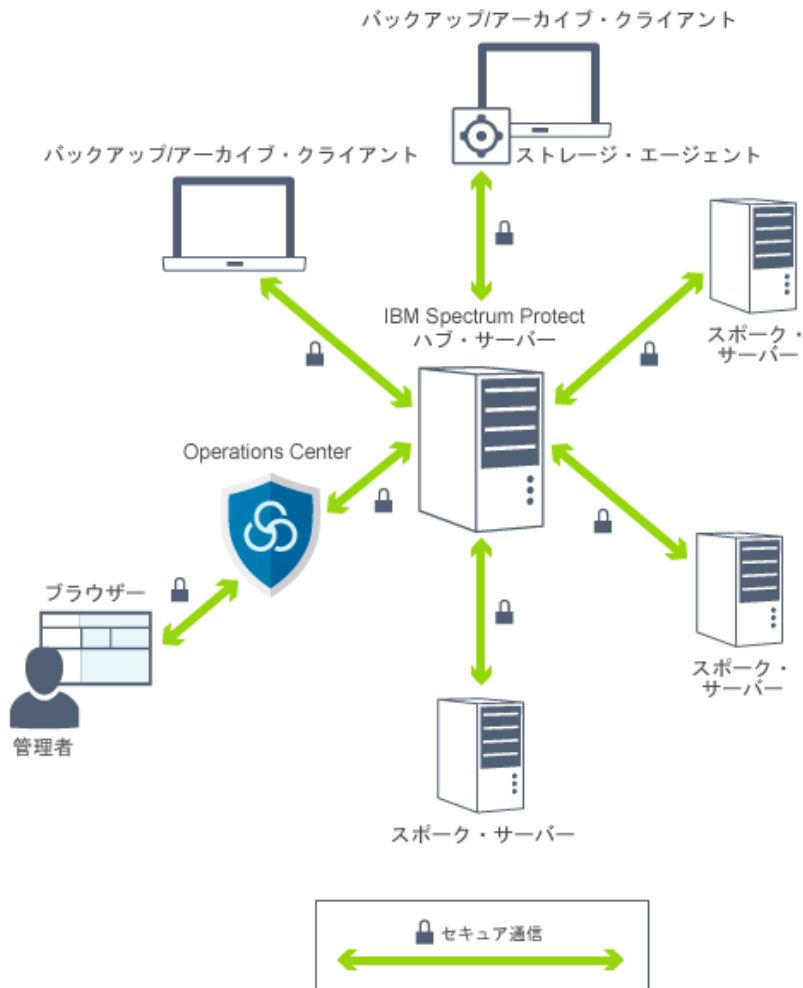 バックアップ/アーカイブ・クライアント
バックアップ/アーカイブ・クライアント
ストレージ・エージェント
IBM Spectrum Protect
ハブ・サーバー
スポーク・
サーバー
Operations Center
ブラウザー
管理者
スポーク・
サーバー
スポーク・サーバー
セキュア通信